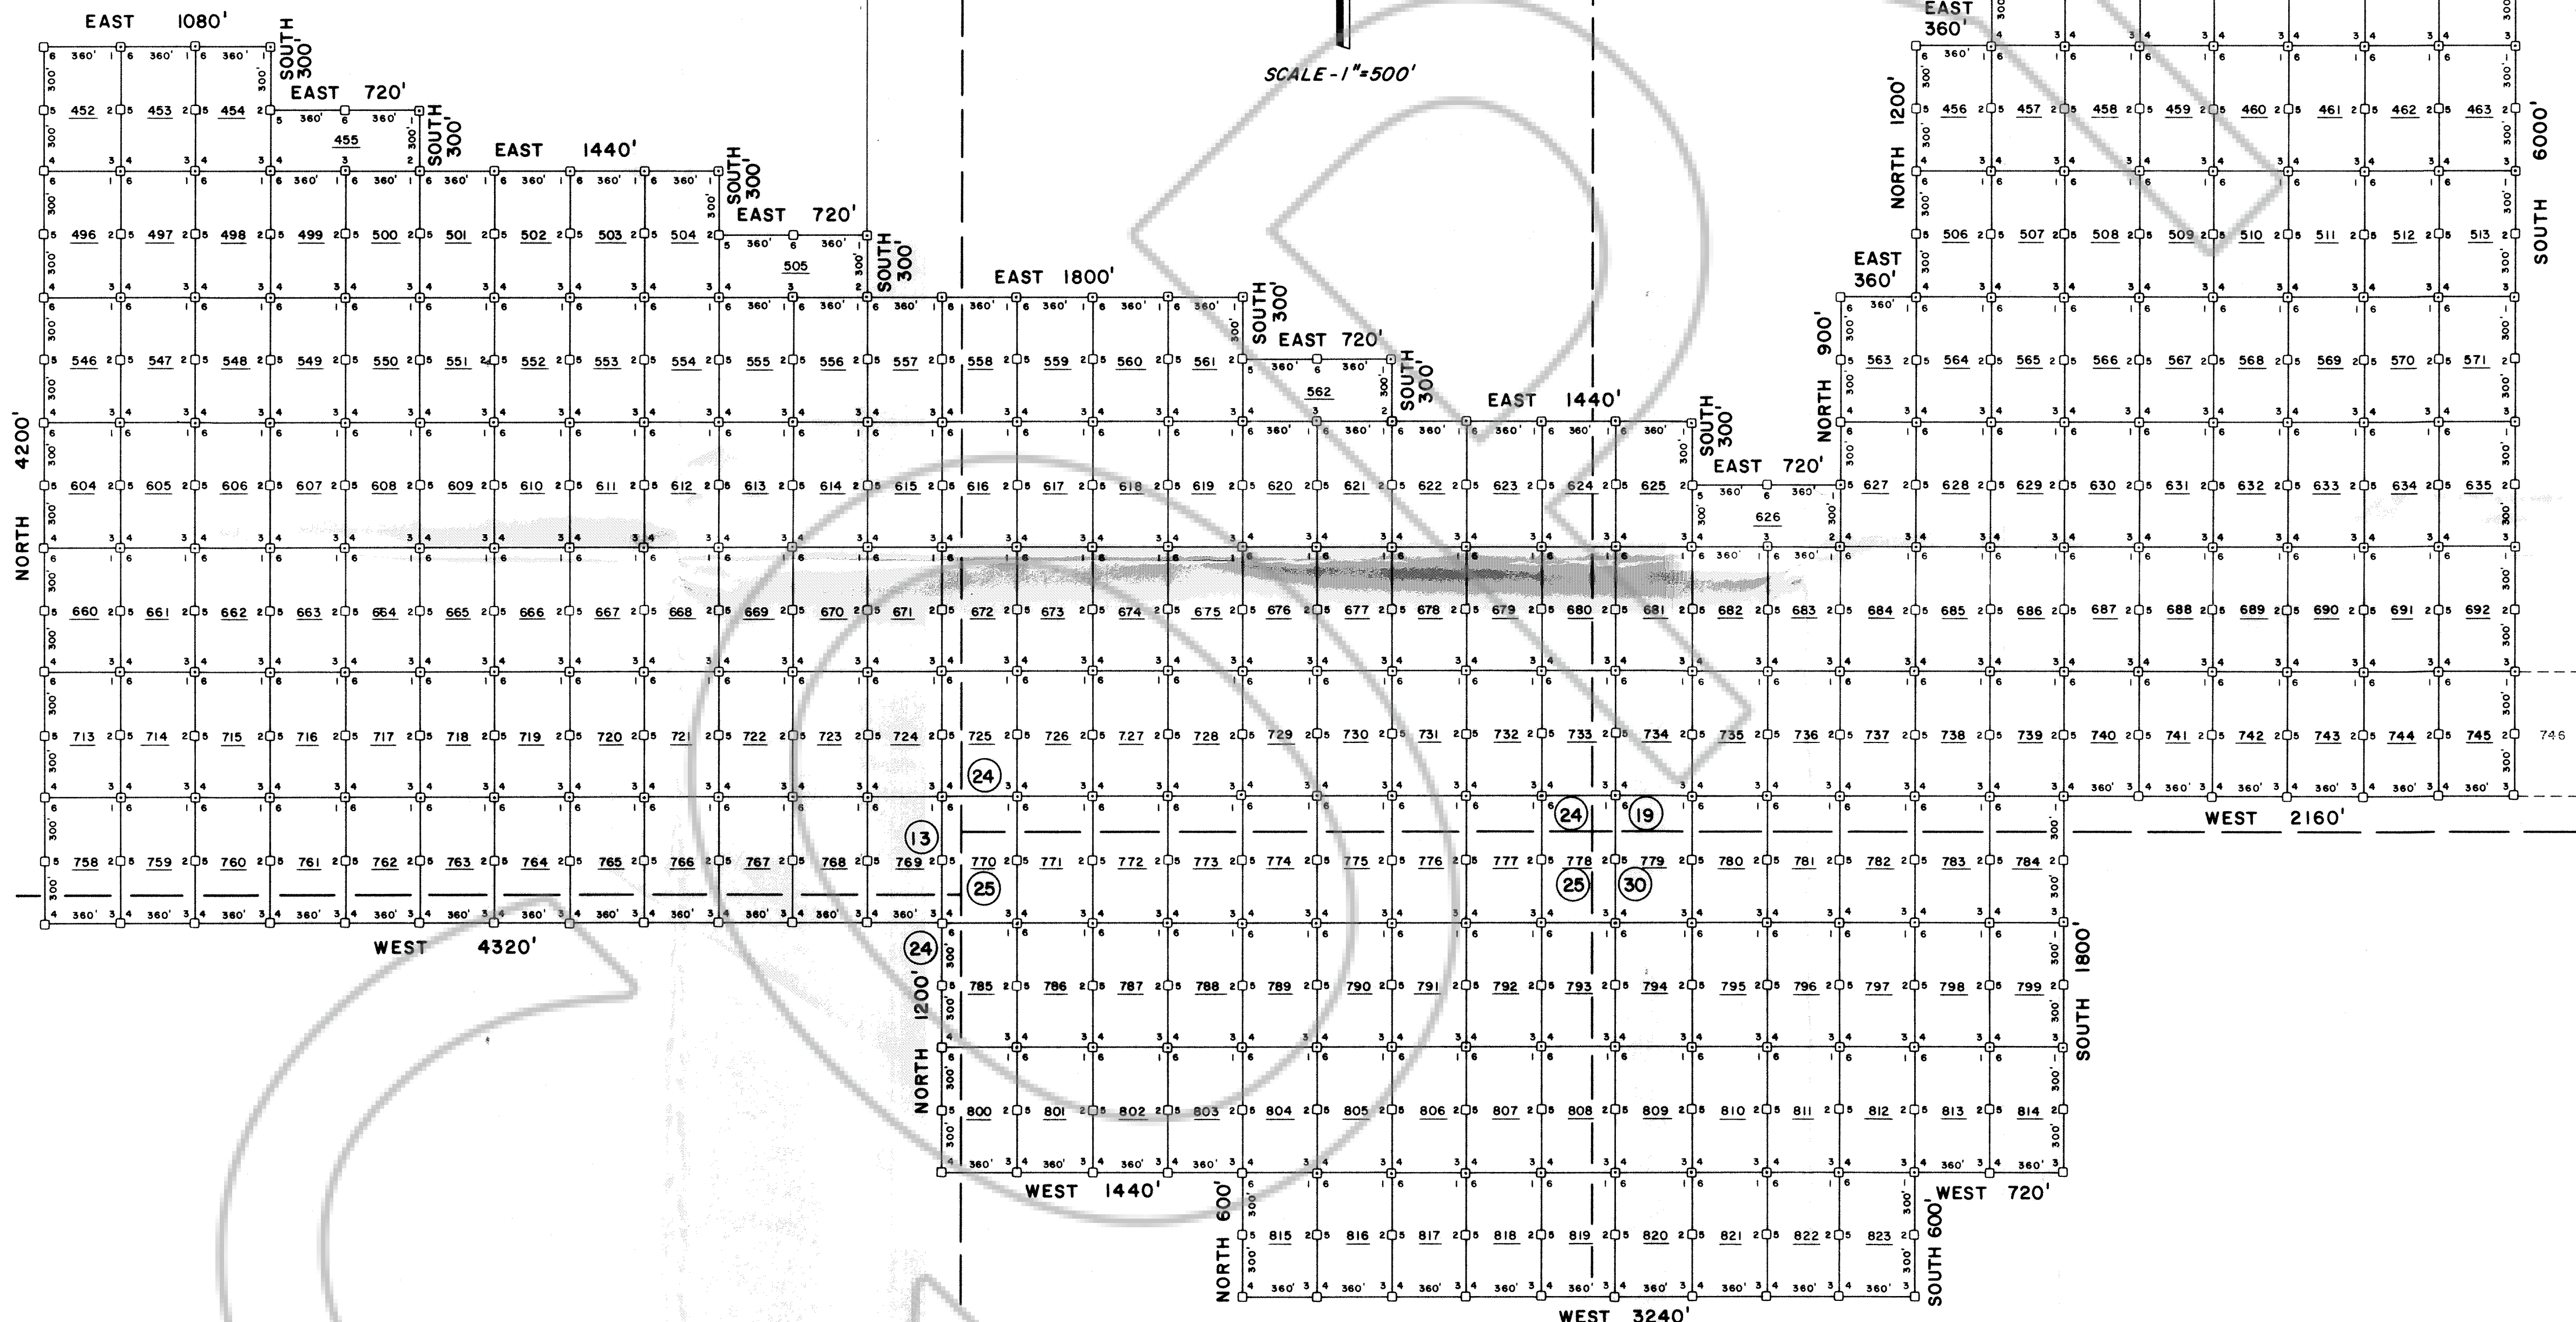 EAST 1080'
SOUTH 300'
EAST 720'
SOUTH 300'
EAST 1440'
SOUTH 300'
EAST 720'
SOUTH 300'
EAST 1800'
SOUTH 300'
EAST 720'
SOUTH 300'
EAST 1440'
SOUTH 300'
EAST 720'
NORTH 900'
EAST 360'
NORTH 1200'
EAST 360'
SCALE-1"=500'
SOUTH 6000'
NORTH 4200'
452 453 454 455 456 457 458 459 460 461 462 463
496 497 498 499 500 501 502 503 504 505 506 507 508 509 510 511 512 513
546 547 548 549 550 551 552 553 554 555 556 557 558 559 560 561 562 563 564 565 566 567 568 569 570 571
604 605 606 607 608 609 610 611 612 613 614 615 616 617 618 619 620 621 622 623 624 625 626 627 628 629 630 631 632 633 634 635
660 661 662 663 664 665 666 667 668 669 670 671 672 673 674 675 676 677 678 679 680 681 682 683 684 685 686 687 688 689 690 691 692
713 714 715 716 717 718 719 720 721 722 723 724 725 726 727 728 729 730 731 732 733 734 735 736 737 738 739 740 741 742 743 744 745 746
24
24 19
WEST 2160'
13
758 759 760 761 762 763 764 765 766 767 768 769 770 771 772 773 774 775 776 777 778 779 780 781 782 783 784
25 25 30
WEST 4320'
24
NORTH 1200'
785 786 787 788 789 790 791 792 793 794 795 796 797 798 799
SOUTH 1800'
800 801 802 803 804 805 806 807 808 809 810 811 812 813 814
WEST 1440'
WEST 720'
NORTH 600'
815 816 817 818 819 820 821 822 823
SOUTH 600'
WEST 3240'